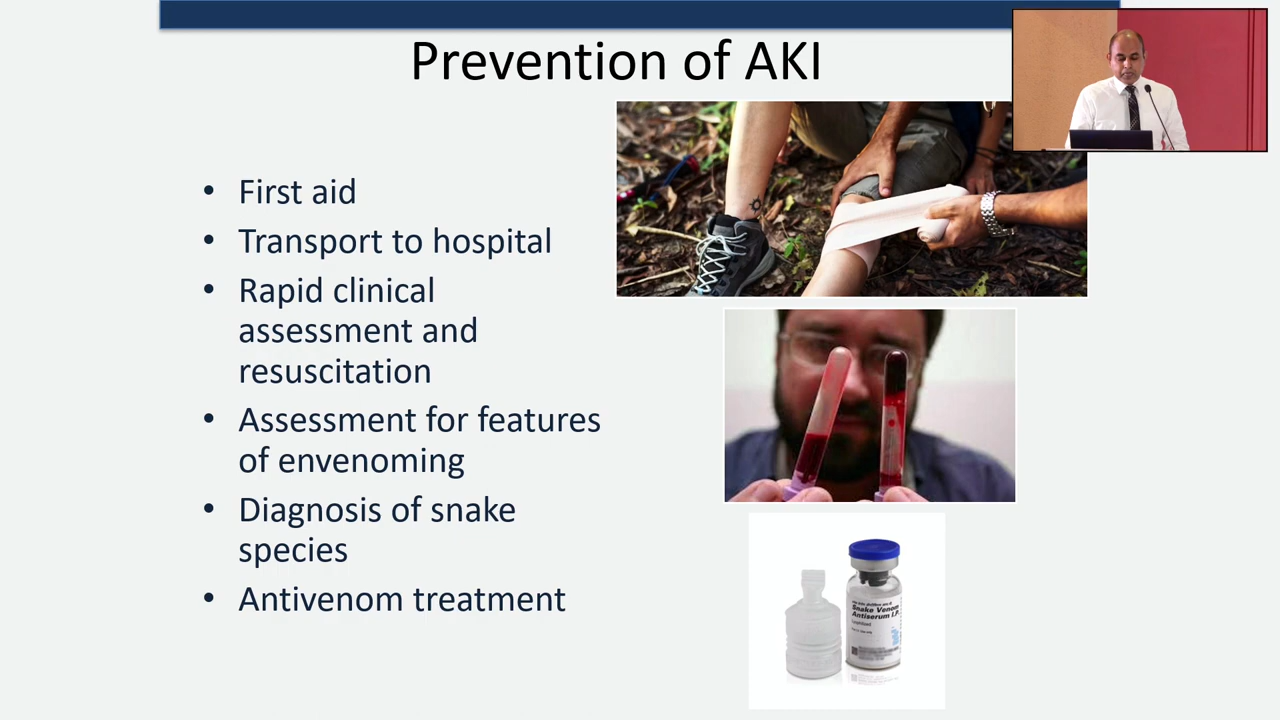 Prevention of AKI
• First aid
• Transport to hospital
• Rapid clinical
assessment and
resuscitation
• Assessment for features
of envenoming
• Diagnosis of snake
species
• Antivenom treatment
Snake Venom
Antiserum I.P.
Lyophilised